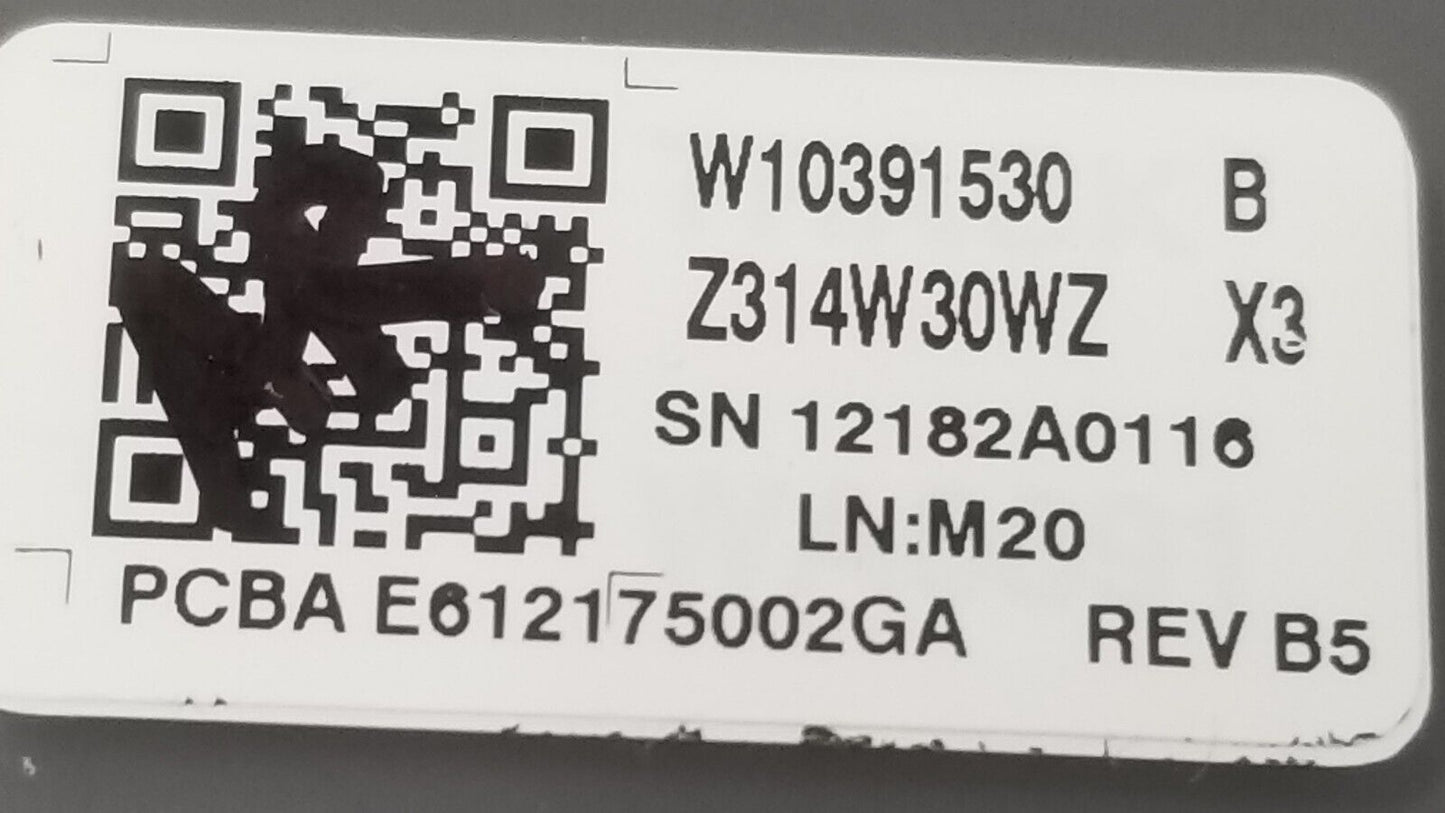 W10391530 B
Z314W30WZ X3
SN 12182A0116
LN:M20
PCBA E612175002GA REV B5